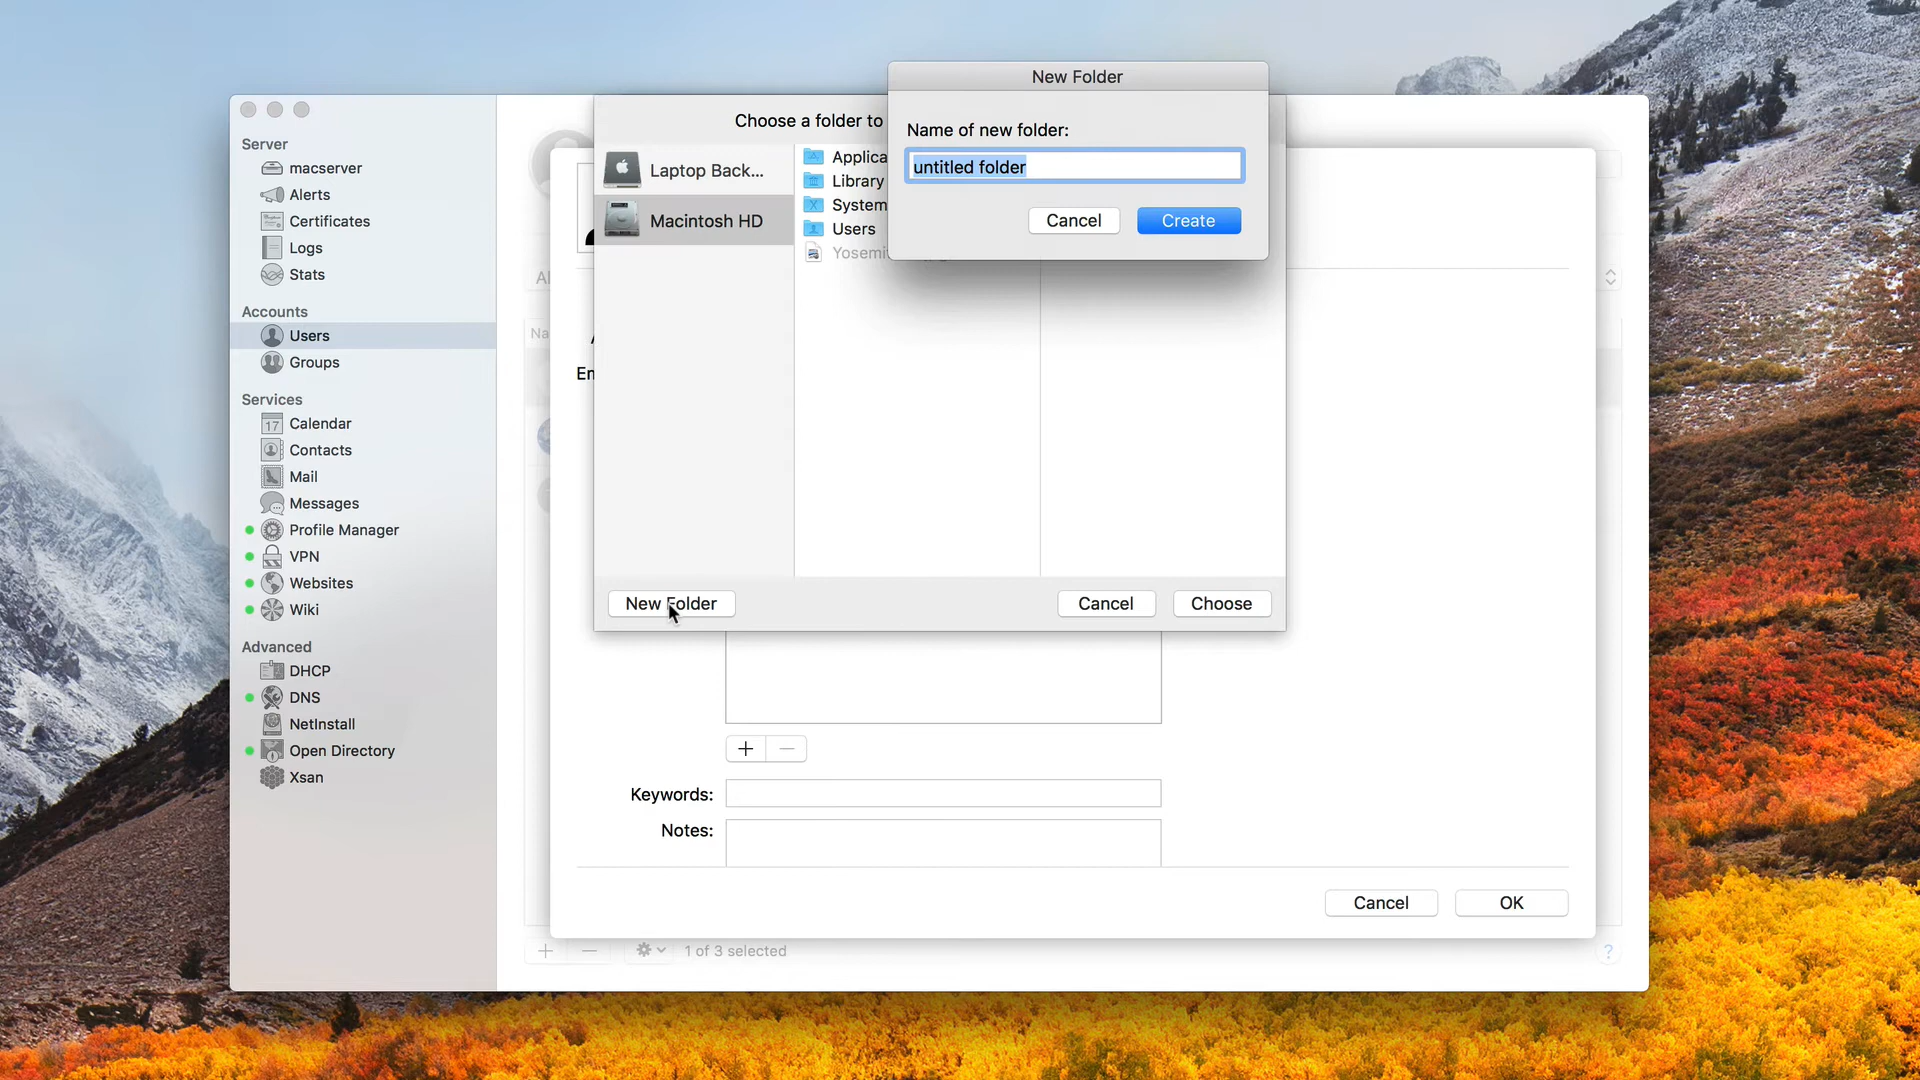 New Folder
Name of new folder:
untitled folder
Cancel
Create
Choose a folder to
Laptop Back...
Macintosh HD
Library
System
Users
New Folder
Cancel
Choose
Server
macserver
Alerts
Certificates
Logs
Stats
Accounts
Users
Groups
Services
17
Calendar
Contacts
Mail
Messages
Profile Manager
VPN
Websites
Wiki
Advanced
DHCP
DNS
NetInstall
Open Directory
Xsan
Keywords:
Notes:
Cancel
OK
1 of 3 selected
?